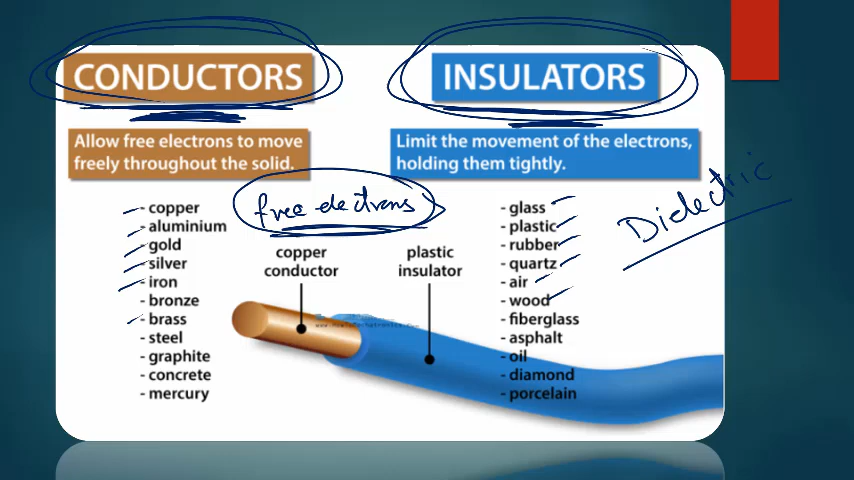 CONDUCTORS
Allow free electrons to move
freely throughout the solid.
- copper
- aluminium
- gold
- silver
- iron
- bronze
- brass
- steel
- graphite
- concrete
- mercury
free electrons
copper
conductor
plastic
insulator
INSULATORS
Limit the movement of the electrons,
holding them tightly.
- glass
- plastic
- rubber
- quartz
- air
- wood
- fiberglass
- asphalt
- oil
- diamond
- porcelain
Dielectric